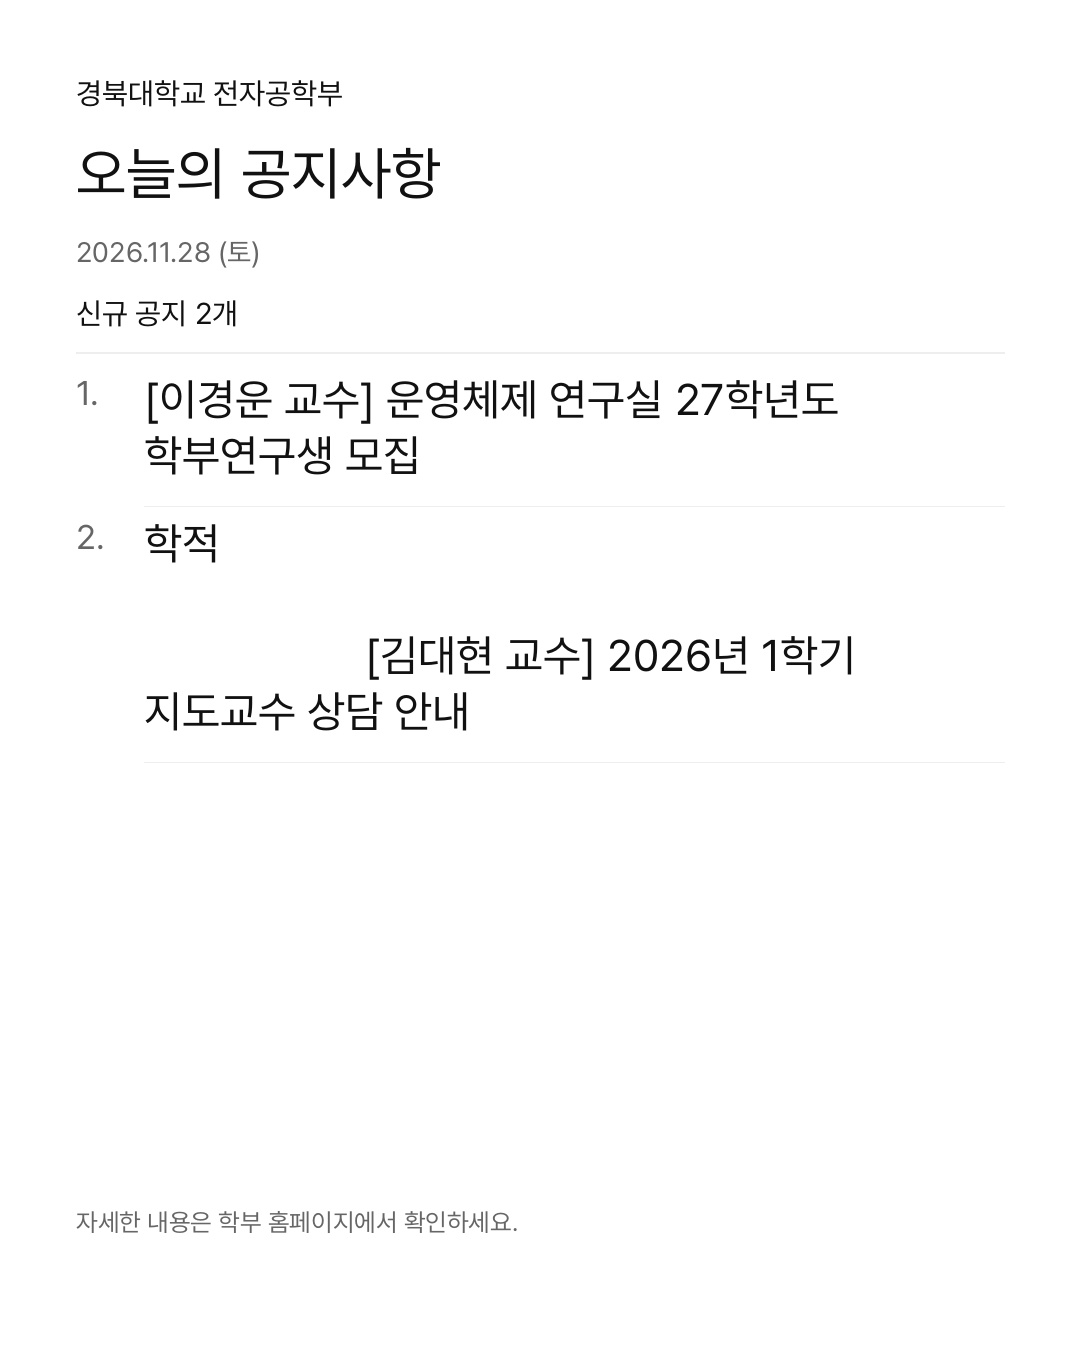 경북대학교 전자공학부
오늘의 공지사항
2026.11.28 (토)
신규 공지 2개
1. [이경운 교수] 운영체제 연구실 27학년도
학부연구생 모집
2. 학적
[김대현 교수] 2026년 1학기
지도교수 상담 안내
자세한 내용은 학부 홈페이지에서 확인하세요.